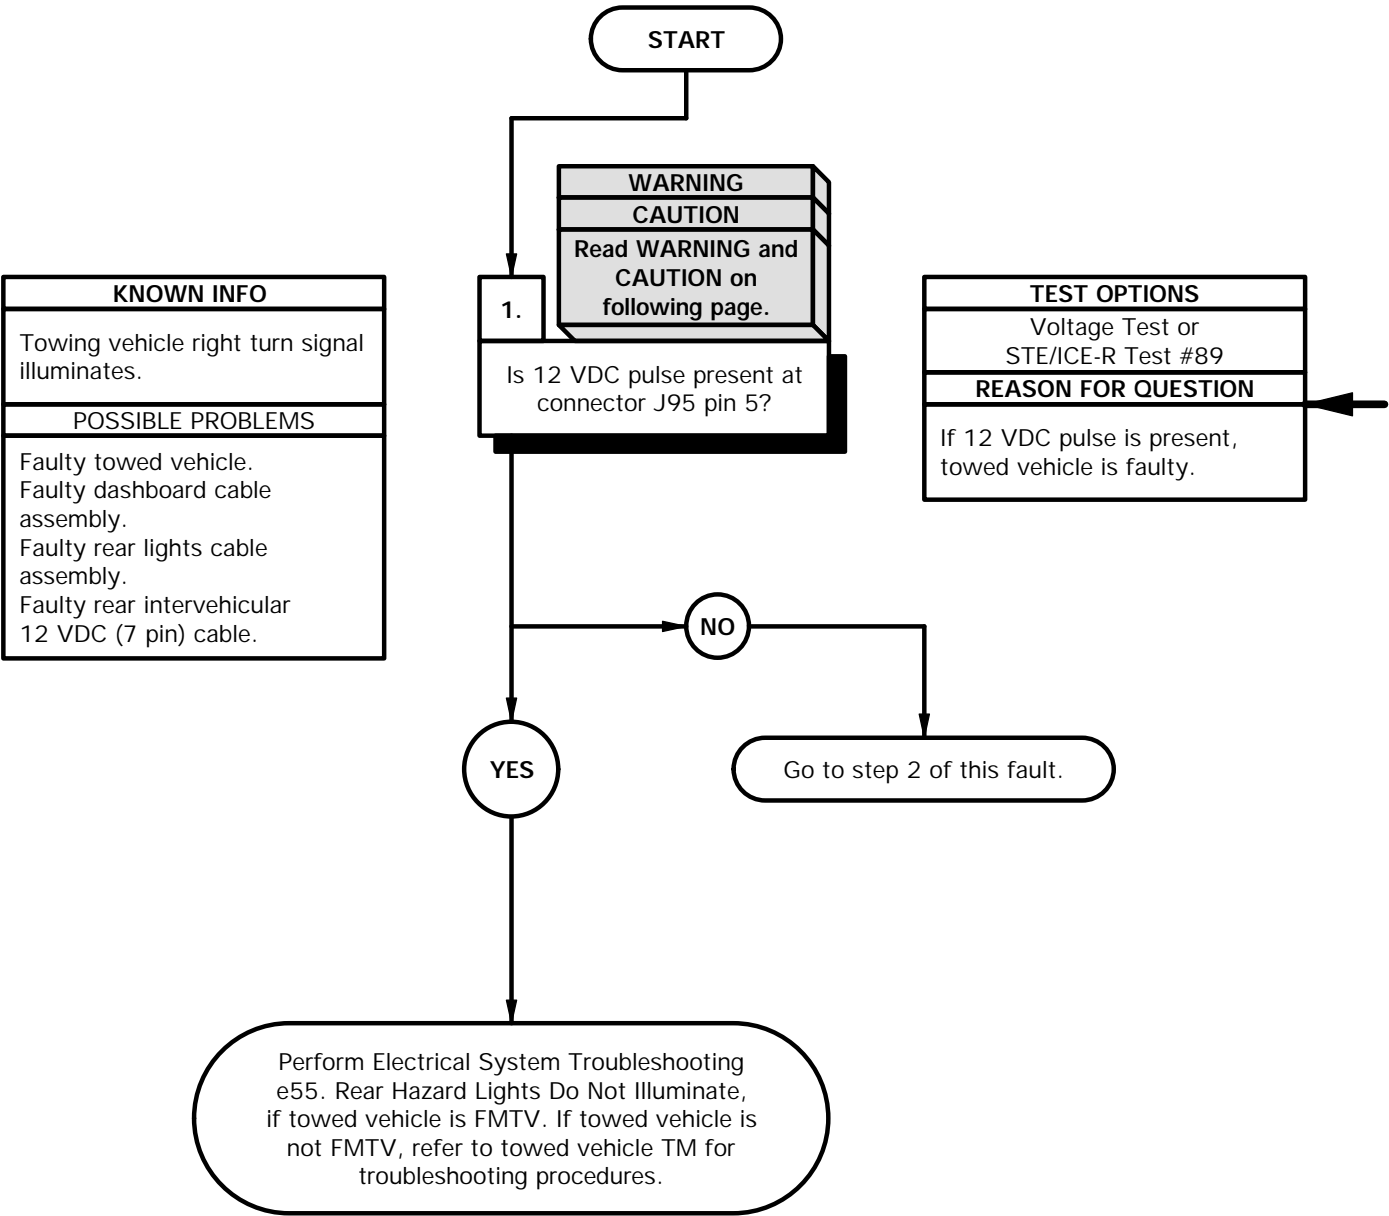 START
WARNING
CAUTION
Read WARNING and
CAUTION on
following page.
KNOWN INFO
Towing vehicle right turn signal
illuminates.
POSSIBLE PROBLEMS
Faulty towed vehicle.
Faulty dashboard cable
assembly.
Faulty rear lights cable
assembly.
Faulty rear intervehicular
12 VDC (7 pin) cable.
1.
Is 12 VDC pulse present at
connector J95 pin 5?
TEST OPTIONS
Voltage Test or
STE/ICE-R Test #89
REASON FOR QUESTION
If 12 VDC pulse is present,
towed vehicle is faulty.
NO
YES
Go to step 2 of this fault.
Perform Electrical System Troubleshooting
e55. Rear Hazard Lights Do Not Illuminate,
if towed vehicle is FMTV. If towed vehicle is
not FMTV, refer to towed vehicle TM for
troubleshooting procedures.